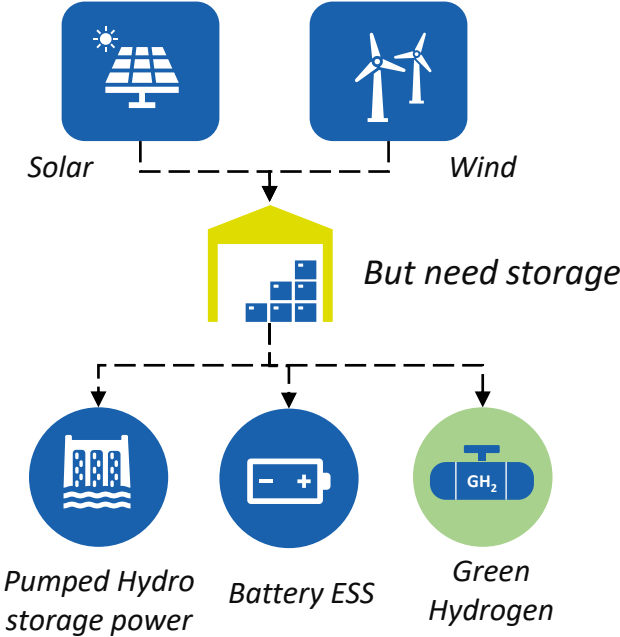 Solar
Wind
But need storage
GH₂
Pumped Hydro
storage power
Battery ESS
Green
Hydrogen